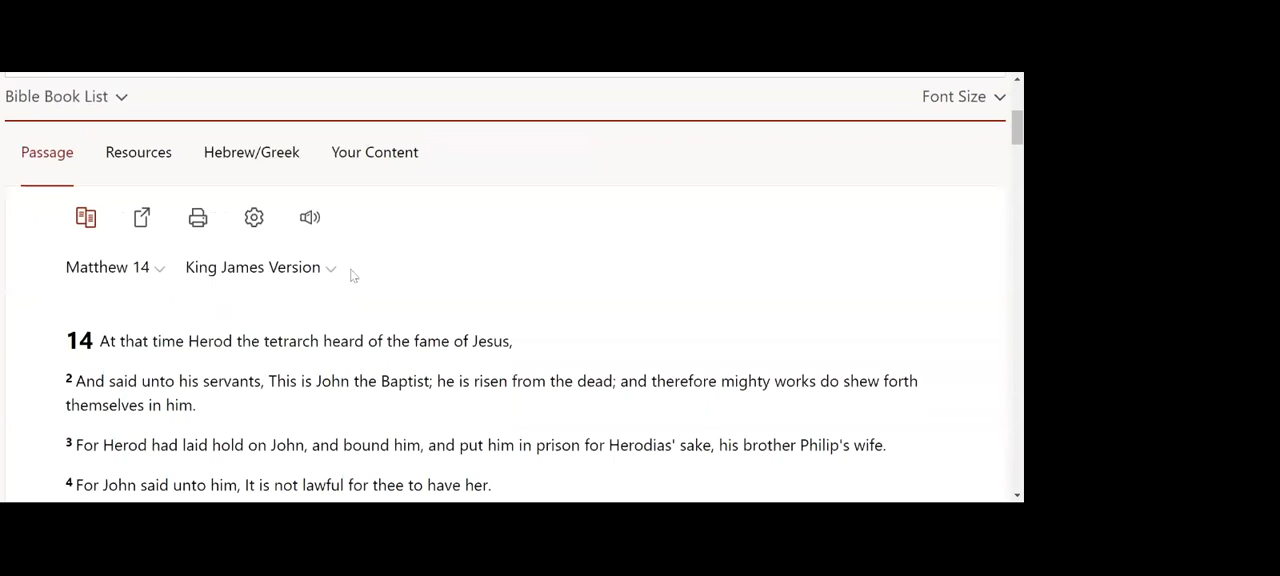 Bible Book List
Font Size
Passage Resources Hebrew/Greek Your Content
Matthew 14 King James Version
14 At that time Herod the tetrarch heard of the fame of Jesus,
2 And said unto his servants, This is John the Baptist; he is risen from the dead; and therefore mighty works do shew forth
themselves in him.
3 For Herod had laid hold on John, and bound him, and put him in prison for Herodias' sake, his brother Philip's wife.
4 For John said unto him, It is not lawful for thee to have her.